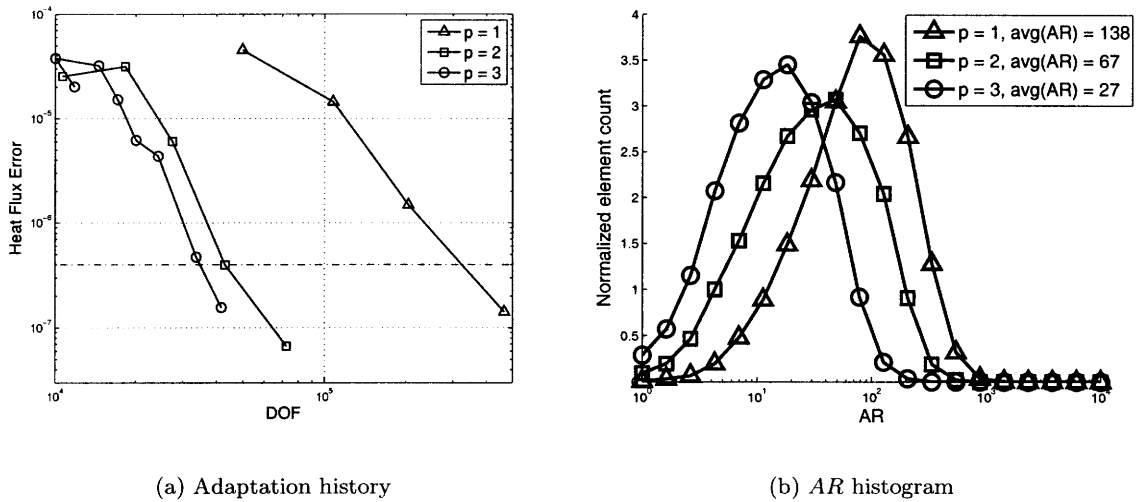 10^-4
10^-5
10^-6
10^-7
Heat Flux Error
10^4
10^5
DOF
p = 1
p = 2
p = 3
(a) Adaptation history
4
3.5
3
2.5
2
1.5
1
0.5
0
Normalized element count
10^0
10^1
10^2
10^3
10^4
AR
p = 1, avg(AR) = 138
p = 2, avg(AR) = 67
p = 3, avg(AR) = 27
(b) AR histogram